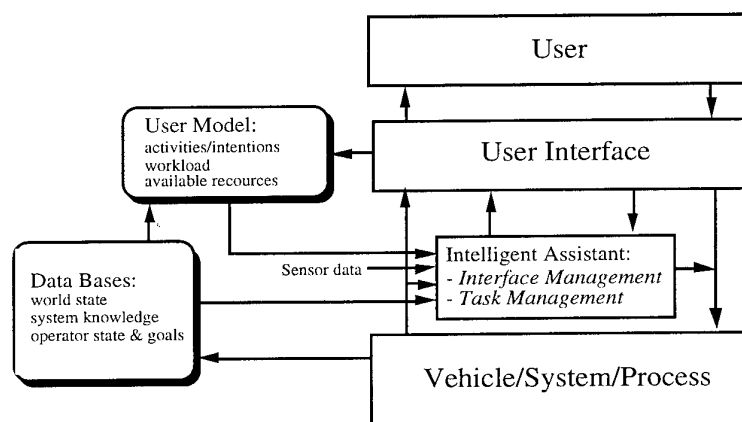 User
User Model:
activities/intentions
workload
available recources
User Interface
Data Bases:
world state
system knowledge
operator state & goals
Sensor data
Intelligent Assistant:
- Interface Management
- Task Management
Vehicle/System/Process